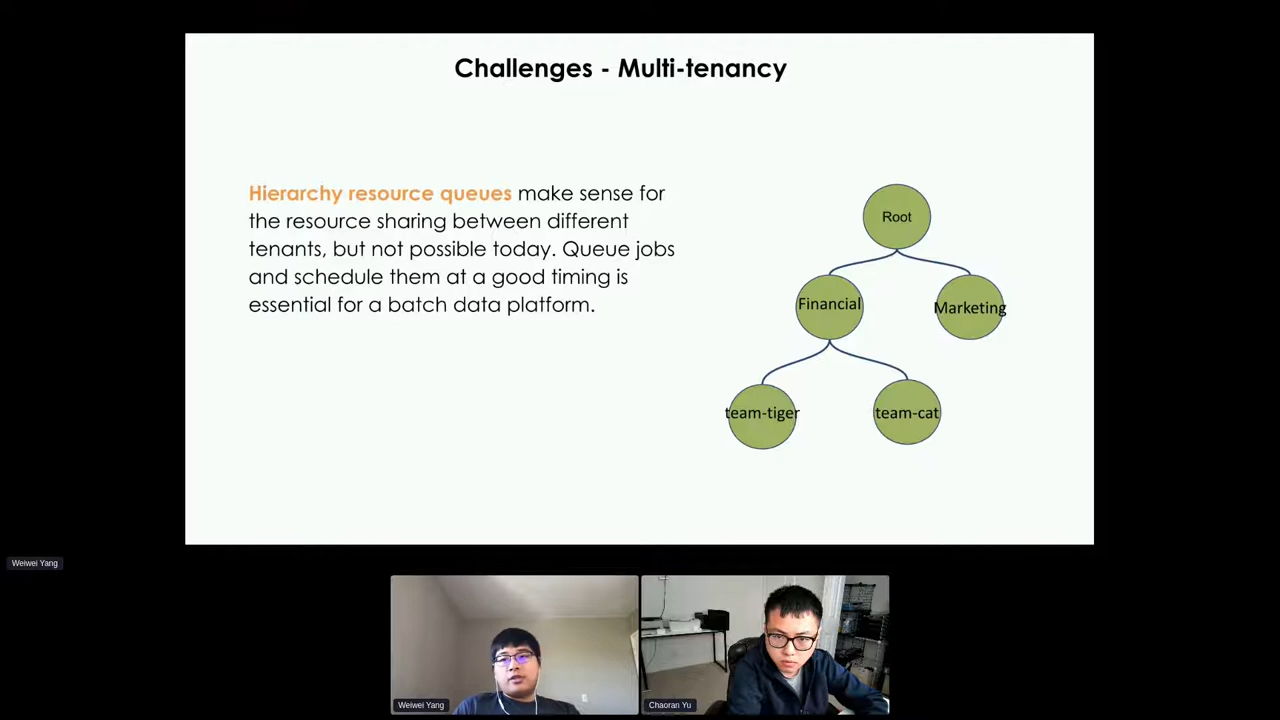 Challenges - Multi-tenancy
Hierarchy resource queues make sense for
the resource sharing between different
tenants, but not possible today. Queue jobs
and schedule them at a good timing is
essential for a batch data platform.
Root
Financial
Marketing
team-tiger
team-cat
Weiwei Yang
Weiwei Yang
Chaoran Yu